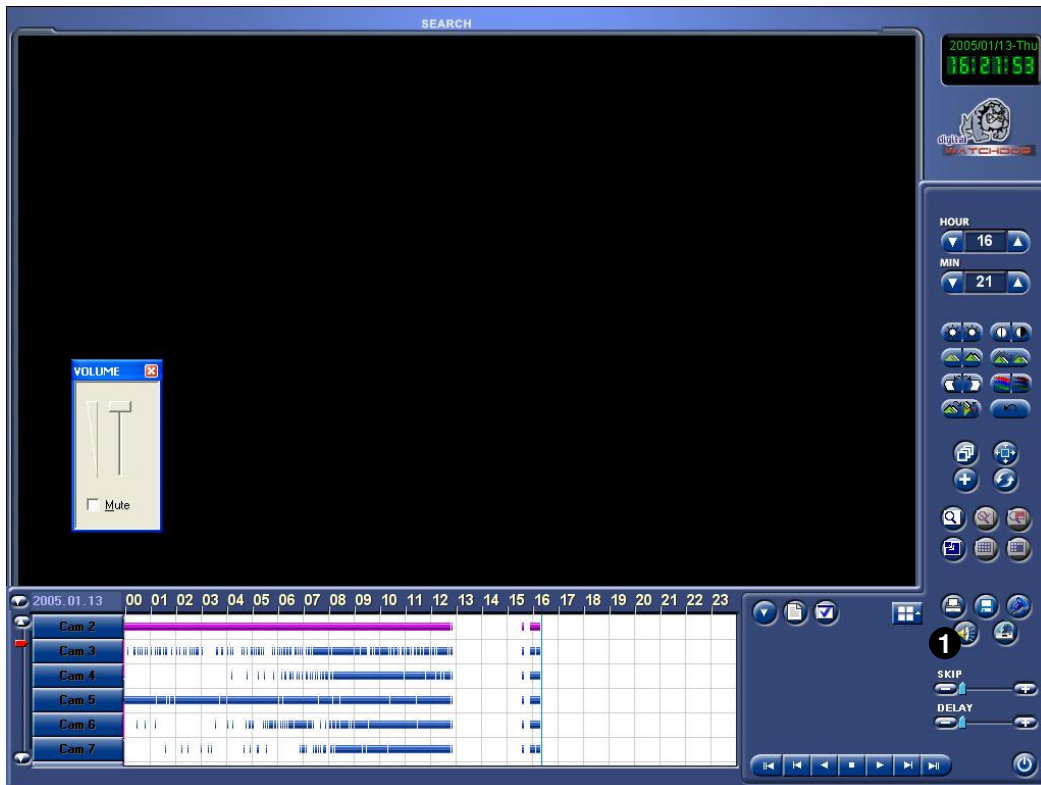 SEARCH
2005/01/13-Thu
16:21:53
digital
WATCHDOG
HOUR
16
MIN
21
VOLUME
Mute
2005.01.13 00 01 02 03 04 05 06 07 08 09 10 11 12 13 14 15 16 17 18 19 20 21 22 23
Cam 2
Cam 3
Cam 4
Cam 5
Cam 6
Cam 7
1
SKIP
DELAY